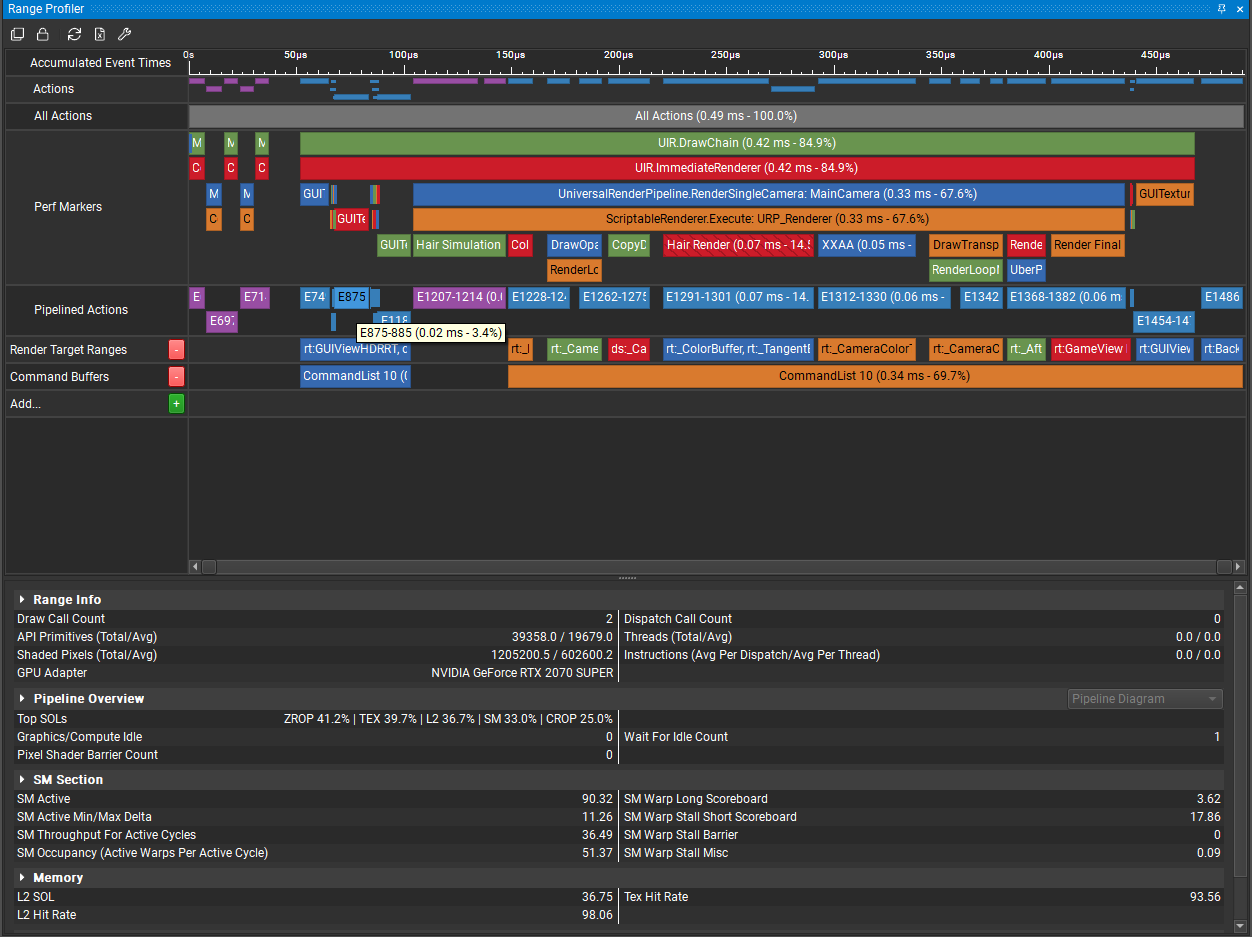 Range Profiler
Accumulated Event Times
0s 50µs 100µs 150µs 200µs 250µs 300µs 350µs 400µs 450µs
Actions
All Actions
All Actions (0.49 ms - 100.0%)
Perf Markers
M M M UIR.DrawChain (0.42 ms - 84.9%)
C C C UIR.ImmediateRenderer (0.42 ms - 84.9%)
M M GUI UniversalRenderPipeline.RenderSingleCamera: MainCamera (0.33 ms - 67.6%) GUITextur
C C GUITe ScriptableRenderer.Execute: URP_Renderer (0.33 ms - 67.6%)
GUITe Hair Simulation Col DrawOpa CopyD Hair Render (0.07 ms - 14.5 XXAA (0.05 ms - DrawTransp Rende Render Final
RenderLo RenderLoopN UberP
Pipelined Actions
E E71 E74 E875 E1207-1214 (0.0 E1228-124 E1262-1275 E1291-1301 (0.07 ms - 14. E1312-1330 (0.06 ms - E1342 E1368-1382 (0.06 m E1486
E697 E118 E1454-147
E875-885 (0.02 ms - 3.4%)
Render Target Ranges -
rt:GUIViewHDRRT, d rt:_I rt:_Came ds:_Ca rt:_ColorBuffer, rt:_TangentB rt:_CameraColorT rt:_CameraC rt:_Aft rt:GameView rt:GUIView rt:Back
Command Buffers -
CommandList 10 (0 CommandList 10 (0.34 ms - 69.7%)
Add... +
Range Info
Draw Call Count 2 Dispatch Call Count 0
API Primitives (Total/Avg) 39358.0 / 19679.0 Threads (Total/Avg) 0.0 / 0.0
Shaded Pixels (Total/Avg) 1205200.5 / 602600.2 Instructions (Avg Per Dispatch/Avg Per Thread) 0.0 / 0.0
GPU Adapter NVIDIA GeForce RTX 2070 SUPER
Pipeline Overview Pipeline Diagram
Top SOLs ZROP 41.2% | TEX 39.7% | L2 36.7% | SM 33.0% | CROP 25.0%
Graphics/Compute Idle 0 Wait For Idle Count 1
Pixel Shader Barrier Count 0
SM Section
SM Active 90.32 SM Warp Long Scoreboard 3.62
SM Active Min/Max Delta 11.26 SM Warp Stall Short Scoreboard 17.86
SM Throughput For Active Cycles 36.49 SM Warp Stall Barrier 0
SM Occupancy (Active Warps Per Active Cycle) 51.37 SM Warp Stall Misc 0.09
Memory
L2 SOL 36.75 Tex Hit Rate 93.56
L2 Hit Rate 98.06